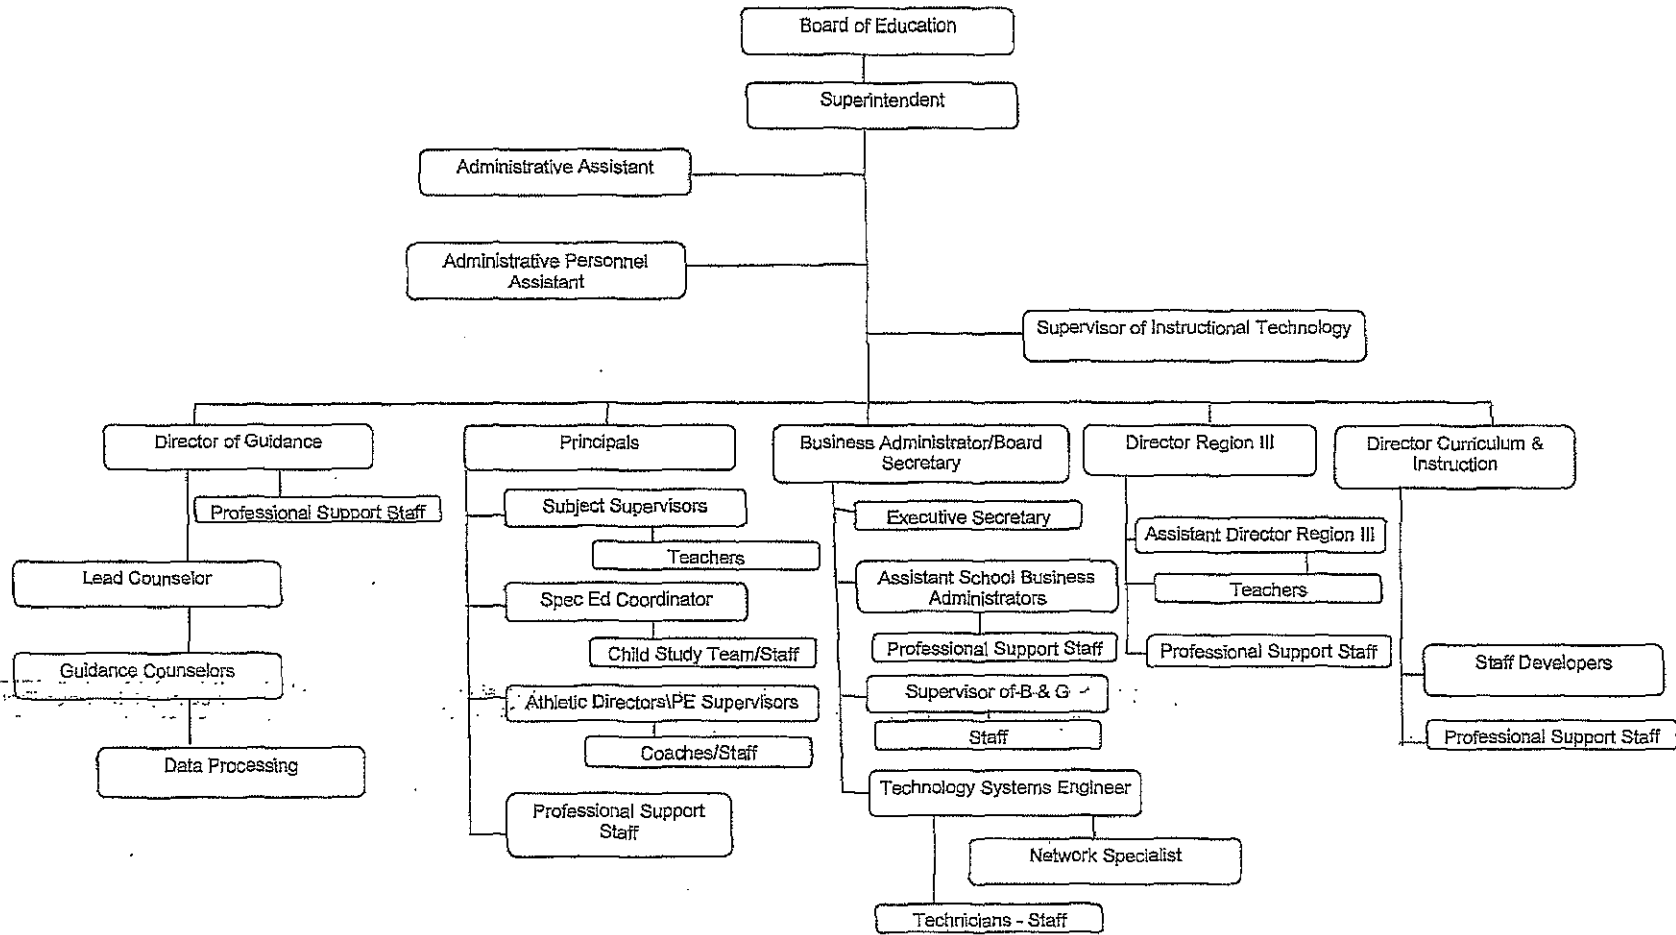 Board of Education
Superintendent
Administrative Assistant
Administrative Personnel
Assistant
Supervisor of Instructional Technology
Director of Guidance
Professional Support Staff
Lead Counselor
Guidance Counselors
Data Processing
Principals
Subject Supervisors
Teachers
Spec Ed Coordinator
Child Study Team/Staff
Athletic Directors\PE Supervisors
Coaches/Staff
Professional Support
Staff
Business Administrator/Board
Secretary
Executive Secretary
Assistant School Business
Administrators
Professional Support Staff
Supervisor of B & G
Staff
Technology Systems Engineer
Network Specialist
Technicians - Staff
Director Region III
Assistant Director Region III
Teachers
Professional Support Staff
Director Curriculum &
Instruction
Staff Developers
Professional Support Staff